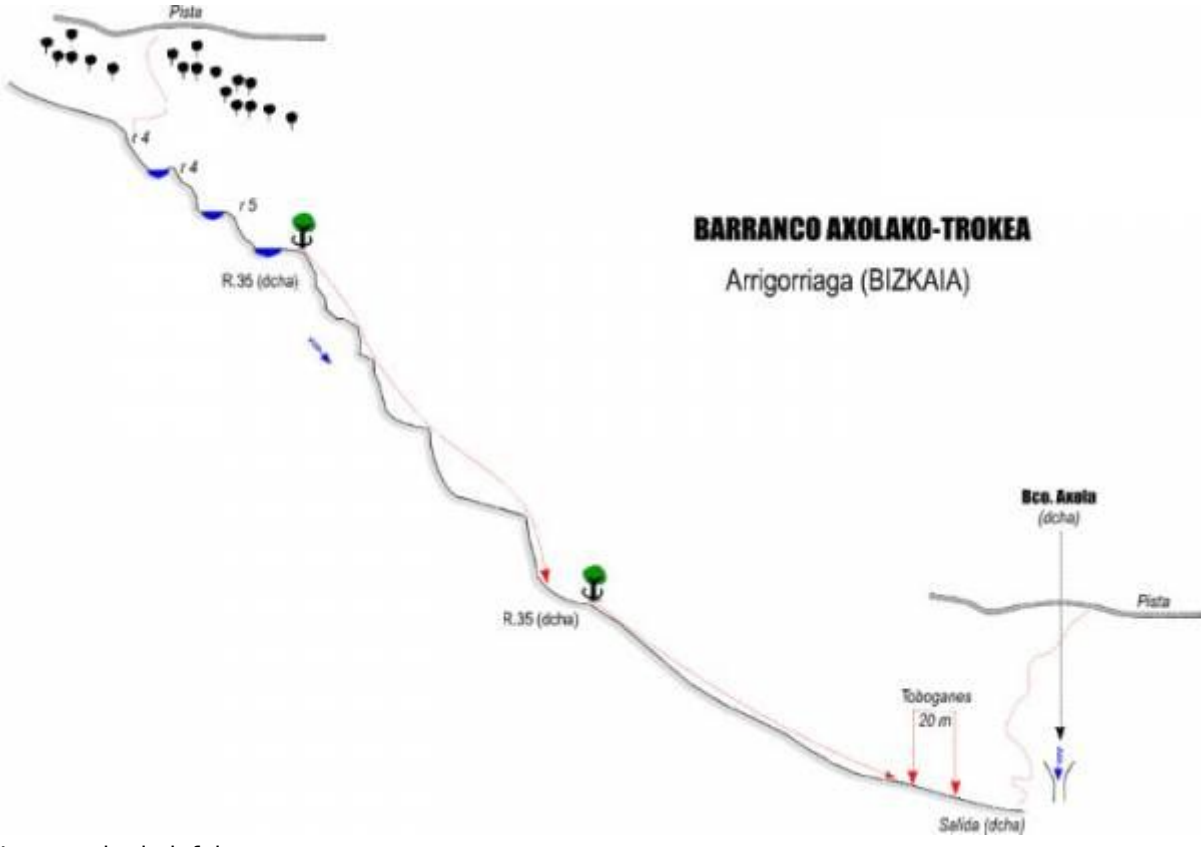 Pista
r 4
r 4
r 5
R.35 (dcha)
BARRANCO AXOLAKO-TROKEA
Arrigorriaga (BIZKAIA)
R.35 (dcha)
Bco. Axola
(dcha)
Pista
Toboganes
20 m
Salida (dcha)